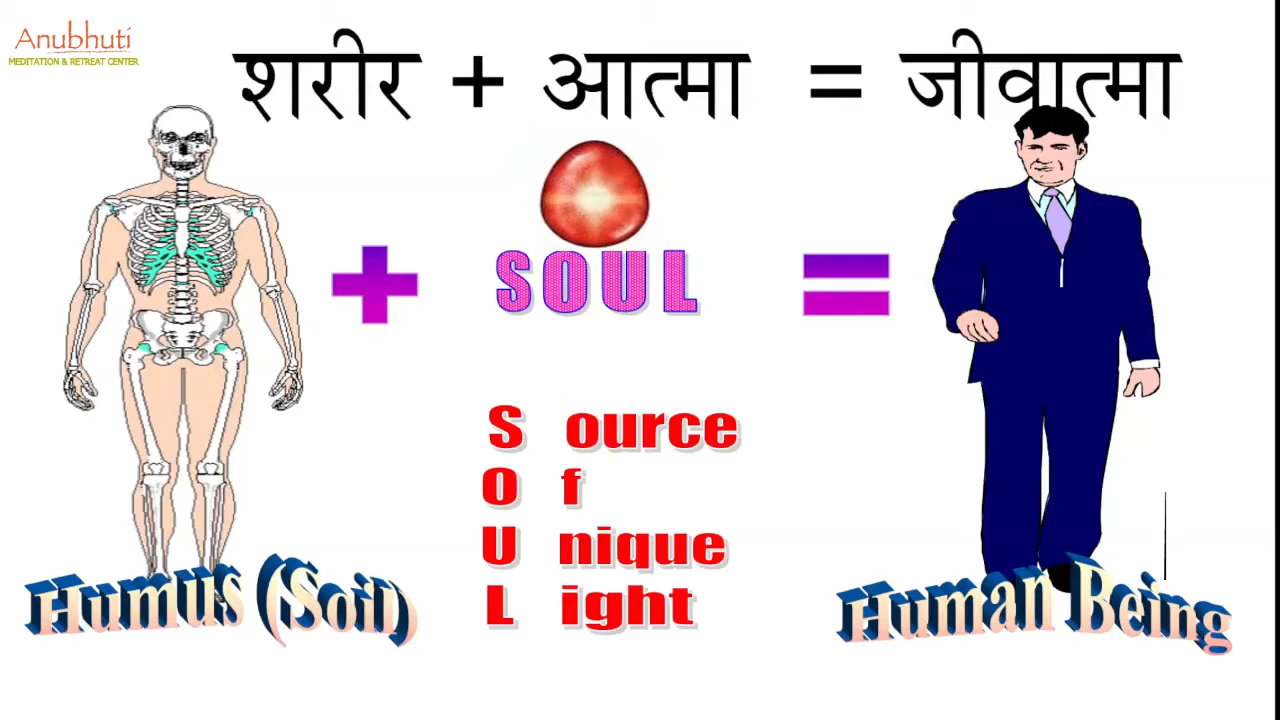 Anubhuti
MEDITATION & RETREAT CENTER
शरीर + आत्मा = जीवात्मा
+ SOUL =
S ource
O f
U nique
L ight
Humus (Soil)
Human Being